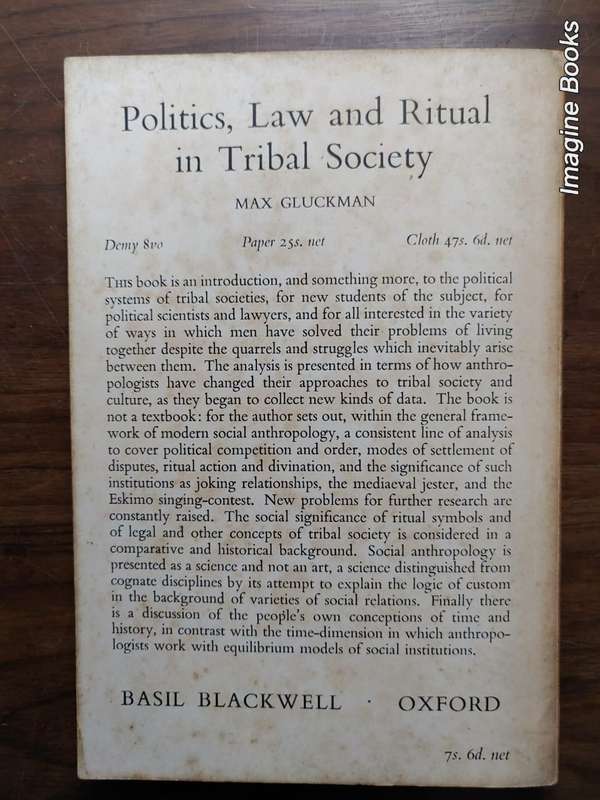 Politics, Law and Ritual
in Tribal Society
MAX GLUCKMAN
Demy 8vo Paper 25s. net Cloth 47s. 6d. net
THIS book is an introduction, and something more, to the political
systems of tribal societies, for new students of the subject, for
political scientists and lawyers, and for all interested in the variety
of ways in which men have solved their problems of living
together despite the quarrels and struggles which inevitably arise
between them. The analysis is presented in terms of how anthro-
pologists have changed their approaches to tribal society and
culture, as they began to collect new kinds of data. The book is
not a textbook: for the author sets out, within the general frame-
work of modern social anthropology, a consistent line of analysis
to cover political competition and order, modes of settlement of
disputes, ritual action and divination, and the significance of such
institutions as joking relationships, the mediaeval jester, and the
Eskimo singing-contest. New problems for further research are
constantly raised. The social significance of ritual symbols and
of legal and other concepts of tribal society is considered in a
comparative and historical background. Social anthropology is
presented as a science and not an art, a science distinguished from
cognate disciplines by its attempt to explain the logic of custom
in the background of varieties of social relations. Finally there
is a discussion of the people's own conceptions of time and
history, in contrast with the time-dimension in which anthropo-
logists work with equilibrium models of social institutions.
BASIL BLACKWELL · OXFORD
7s. 6d. net
Imagine Books